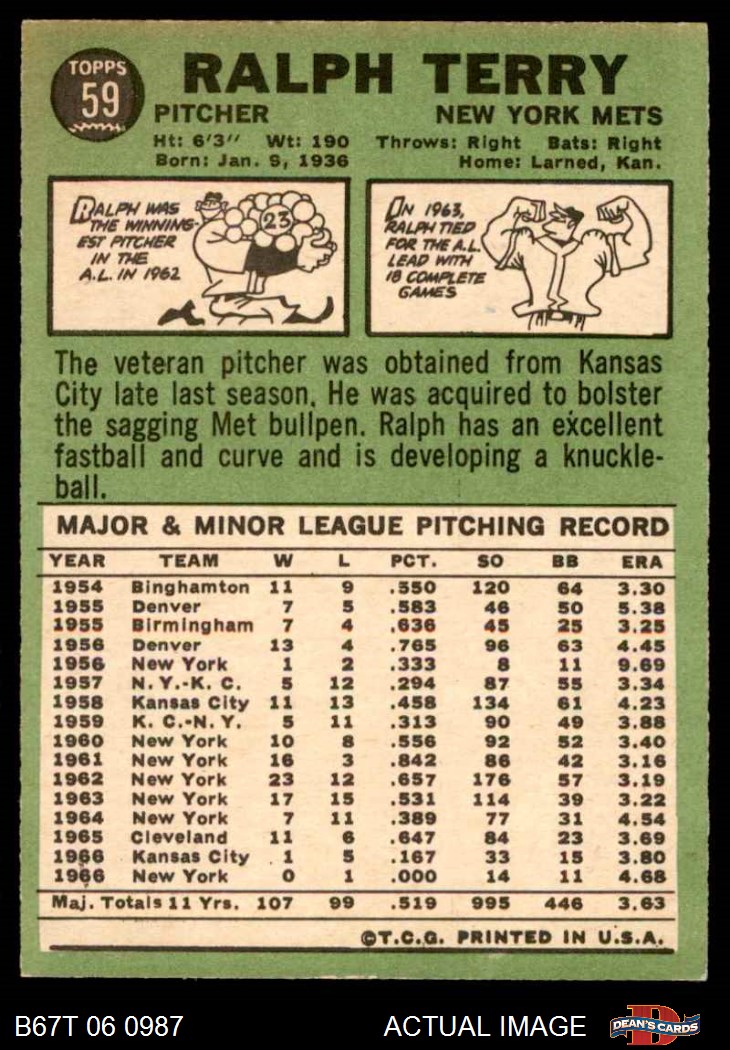 TOPPS
59
RALPH TERRY
PITCHER NEW YORK METS
Ht: 6'3" Wt: 190 Throws: Right Bats: Right
Born: Jan. 9, 1936 Home: Larned, Kan.
RALPH WAS
THE WINNING-
EST PITCHER
IN THE
A.L. IN 1962
23
IN 1963,
RALPH TIED
FOR THE A.L.
LEAD WITH
18 COMPLETE
GAMES
The veteran pitcher was obtained from Kansas
City late last season. He was acquired to bolster
the sagging Met bullpen. Ralph has an excellent
fastball and curve and is developing a knuckle-
ball.
MAJOR & MINOR LEAGUE PITCHING RECORD
YEAR TEAM W L PCT. SO BB ERA
1954 Binghamton 11 9 .550 120 64 3.30
1955 Denver 7 5 .583 46 50 5.38
1955 Birmingham 7 4 .636 45 25 3.25
1956 Denver 13 4 .765 96 63 4.45
1956 New York 1 2 .333 8 11 9.69
1957 N.Y.-K.C. 5 12 .294 87 55 3.34
1958 Kansas City 11 13 .458 134 61 4.23
1959 K.C.-N.Y. 5 11 .313 90 49 3.88
1960 New York 10 8 .556 92 52 3.40
1961 New York 16 3 .842 86 42 3.16
1962 New York 23 12 .657 176 57 3.19
1963 New York 17 15 .531 114 39 3.22
1964 New York 7 11 .389 77 31 4.54
1965 Cleveland 11 6 .647 84 23 3.69
1966 Kansas City 1 5 .167 33 15 3.80
1966 New York 0 1 .000 14 11 4.68
Maj. Totals 11 Yrs. 107 99 .519 995 446 3.63
©T.C.G. PRINTED IN U.S.A.
B67T 06 0987 ACTUAL IMAGE DEAN'S CARDS